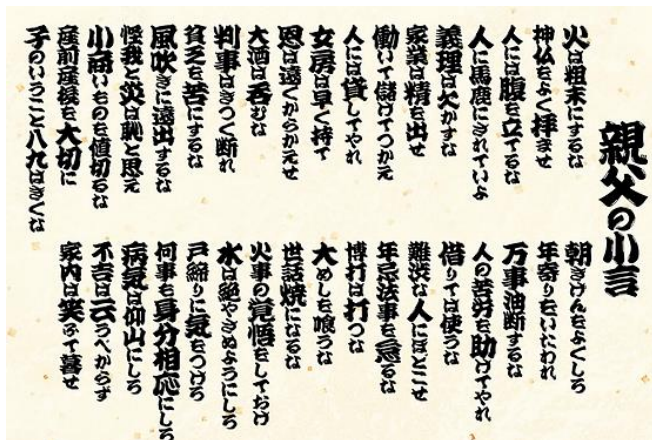 親父の小言
火は粗末にするな
神仏をよく拝ませ
人には腹を立てるな
人に馬鹿にされていよ
義理は欠かすな
家業は精を出せ
働いて儲けてつかえ
人には貸してやれ
女房は早く持て
恩は遠くからかえせ
大酒は呑むな
判事はきつく断れ
貧乏を苦にするな
風吹きに遠出するな
怪我と災は恥と思え
小商いものを値切るな
産前産後を大切に
子のいうこと八九はきくな
朝きげんをよくしろ
年寄りをいたわれ
万事油断するな
人の苦労を助けてやれ
借りては使うな
難渋な人にほどこせ
年忌法事を怠るな
博打は打つな
大めしを喰うな
世話焼になるな
火事の覚悟をしておけ
水は絶やさぬようにしろ
戸締りに気をつけろ
何事も身分相応にしろ
病気は仰山にしろ
不吉は云うべからず
家内は笑ふて暮せ